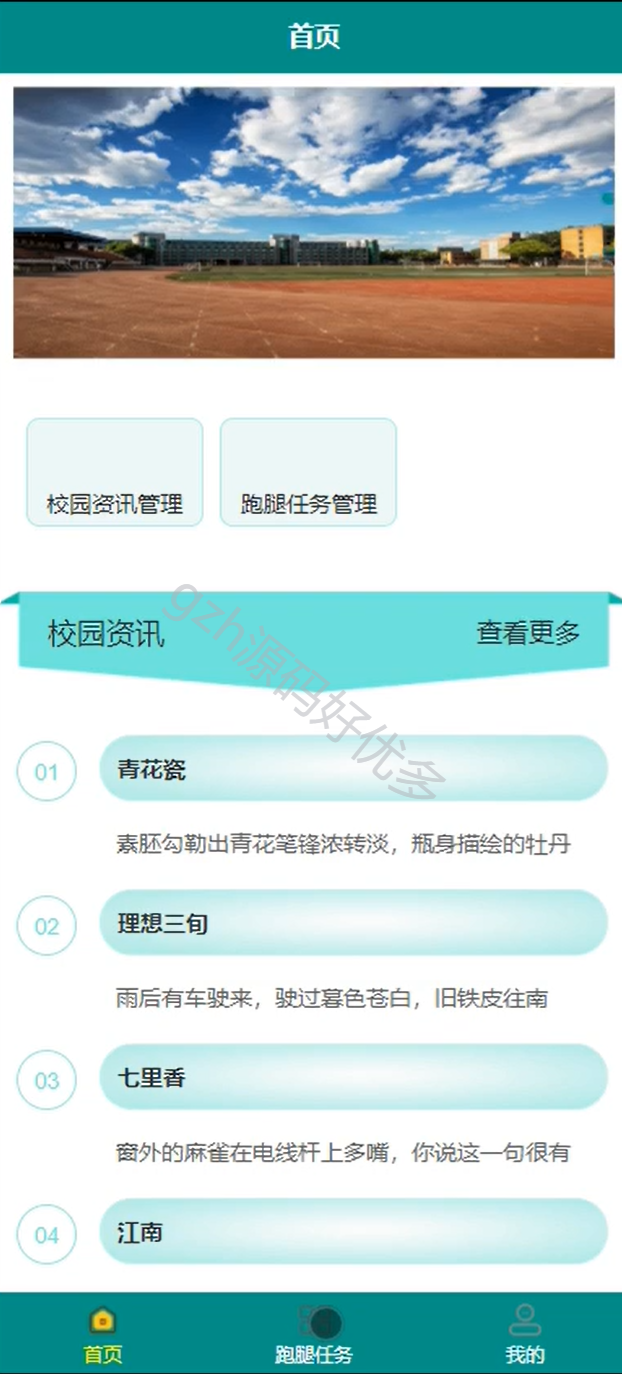 首页
校园资讯管理
跑腿任务管理
校园资讯
查看更多
gzh源码好优多
01
青花瓷
素胚勾勒出青花笔锋浓转淡，瓶身描绘的牡丹
02
理想三旬
雨后有车驶来，驶过暮色苍白，旧铁皮往南
03
七里香
窗外的麻雀在电线杆上多嘴，你说这一句很有
04
江南
首页
跑腿任务
我的